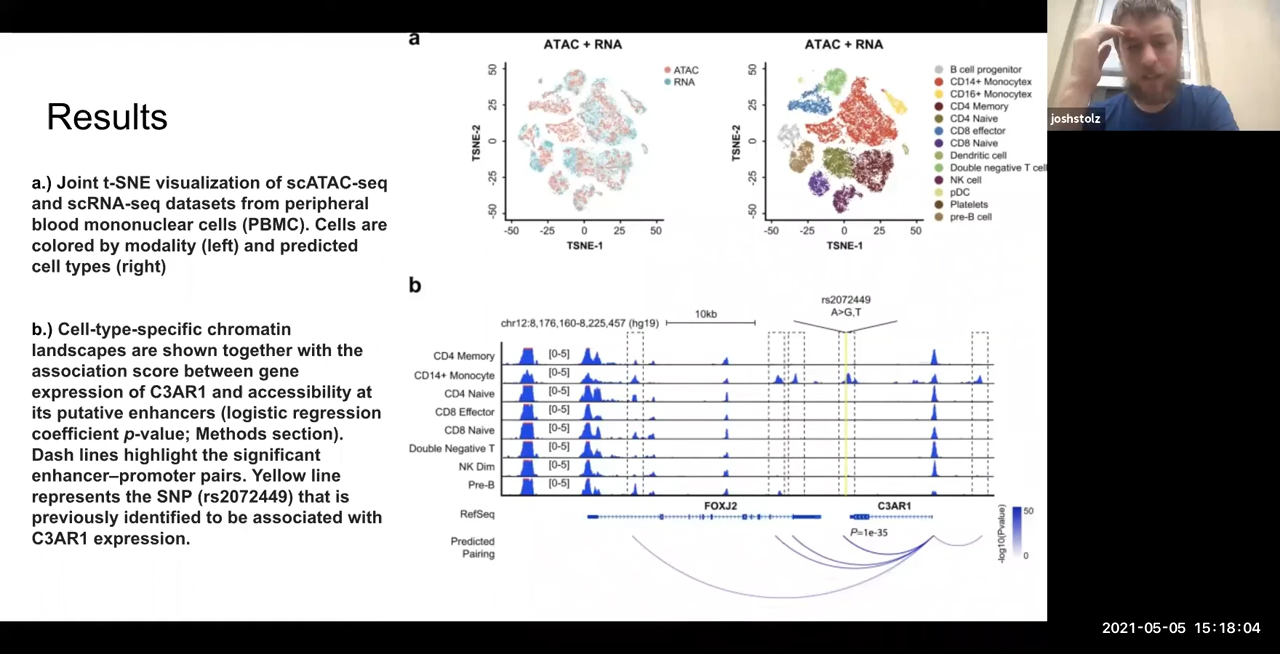 Results
a.) Joint t-SNE visualization of scATAC-seq
and scRNA-seq datasets from peripheral
blood mononuclear cells (PBMC). Cells are
colored by modality (left) and predicted
cell types (right)
b.) Cell-type-specific chromatin
landscapes are shown together with the
association score between gene
expression of C3AR1 and accessibility at
its putative enhancers (logistic regression
coefficient p-value; Methods section).
Dash lines highlight the significant
enhancer–promoter pairs. Yellow line
represents the SNP (rs2072449) that is
previously identified to be associated with
C3AR1 expression.
a
ATAC + RNA
ATAC
RNA
TSNE-2
50
25
0
-25
-50
-50 -25 0 25 50
TSNE-1
ATAC + RNA
TSNE-2
50
25
0
-25
-50
-50 -25 0 25 50
TSNE-1
B cell progenitor
CD14+ Monocytex
CD16+ Monocytex
CD4 Memory
CD4 Naive
CD8 effector
CD8 Naive
Dendritic cell
Double negative T cell
NK cell
pDC
Platelets
pre-B cell
b
rs2072449
A>G,T
chr12:8,176,160-8,225,457 (hg19)
10kb
CD4 Memory [0-5]
CD14+ Monocyte [0-5]
CD4 Naive [0-5]
CD8 Effector [0-5]
CD8 Naive [0-5]
Double Negative T [0-5]
NK Dim [0-5]
Pre-B [0-5]
RefSeq
FOXJ2
C3AR1
P=1e-35
Predicted
Pairing
-log10(Pvalue)
50
0
joshstolz
2021-05-05 15:18:04